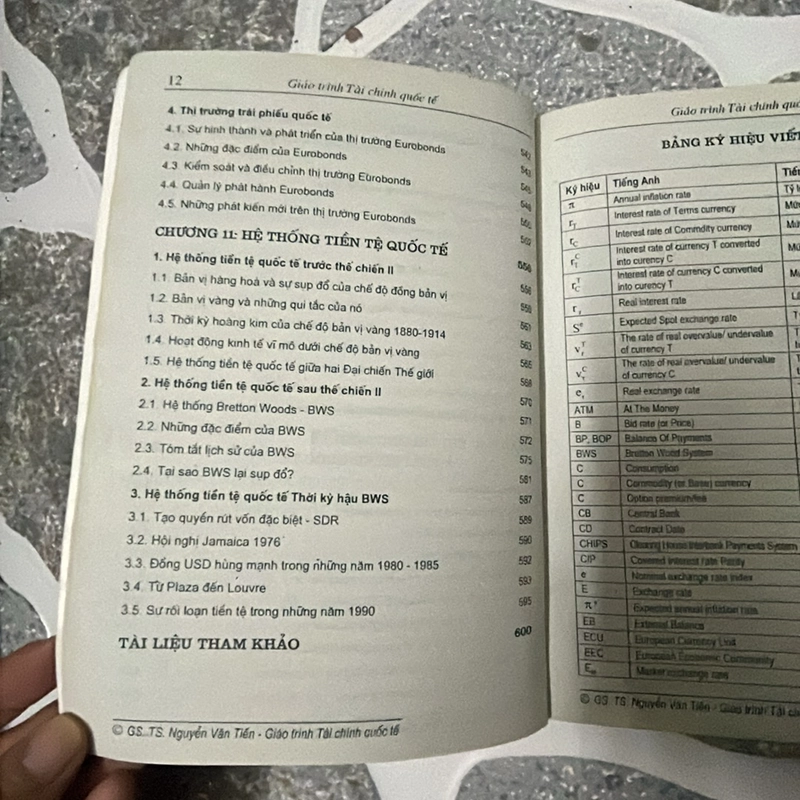 12
Giáo trình Tài chính quốc tế
4. Thị trường trái phiếu quốc tế
4.1. Sự hình thành và phát triển của thị trường Eurobonds
4.2. Những đặc điểm của Eurobonds
4.3. Kiểm soát và điều chỉnh thị trường Eurobonds
4.4. Quản lý phát hành Eurobonds
4.5. Những phát kiến mới trên thị trường Eurobonds
CHƯƠNG 11: HỆ THỐNG TIỀN TỆ QUỐC TẾ
1. Hệ thống tiền tệ quốc tế trước thế chiến II
1.1. Bản vị hàng hoá và sự sụp đổ của chế độ đồng bản vị
1.2. Bản vị vàng và những qui tắc của nó
1.3. Thời kỳ hoàng kim của chế độ bản vị vàng 1880-1914
1.4. Hoạt động kinh tế vĩ mô dưới chế độ bản vị vàng
1.5. Hệ thống tiền tệ quốc tế giữa hai Đại chiến Thế giới
2. Hệ thống tiền tệ quốc tế sau thế chiến II
2.1. Hệ thống Bretton Woods - BWS 570
2.2. Những đặc điểm của BWS 571
2.3. Tóm tắt lịch sử của BWS 572
2.4. Tại sao BWS lại sụp đổ? 575
581
3. Hệ thống tiền tệ quốc tế Thời kỳ hậu BWS 587
3.1. Tạo quyền rút vốn đặc biệt - SDR 589
3.2. Hội nghị Jamaica 1976 590
3.3. Đồng USD hùng mạnh trong những năm 1980 - 1985 592
3.4. Từ Plaza đến Louvre 593
3.5. Sự rối loạn tiền tệ trong những năm 1990 595
TÀI LIỆU THAM KHẢO 600
© GS. TS. Nguyễn Văn Tiến - Giáo trình Tài chính quốc tế
Giáo trình Tài chính
BẢNG KÝ HIỆU VIẾT
Ký hiệu Tiếng Anh
π Annual inflation rate
Interest rate of Terms currency
Interest rate of Commdity currency
Interest rate of currency T converted
into curency C
Interest rate of currency C converted
into curency T
Real interest rate
Expected Spot exchange rate
The rate of real overvalue/ undervalue
of currency T
The rate of real overvalue/ undervalue
of currency C
Real exchange rate
ATM At The Money
B Bid rate (or Price)
BP, BOP Balance Of Payments
BWS Bretton Wood System
C Consumption
C Commodity (or Base) currency
C Option
CB Central Bank
CD Contract Date
CHIPS Clearing House Interbank Payments System
CIP Covered interest rate Parity
e Nominal exchange rate index
E Exchange rate
Expected annual inflation rate
EB External Balance
ECU European Currency Unit
EEC European Economic Community
Market exchange rate
© GS. TS. Nguyễn Văn Tiến - Giáo trình Tài